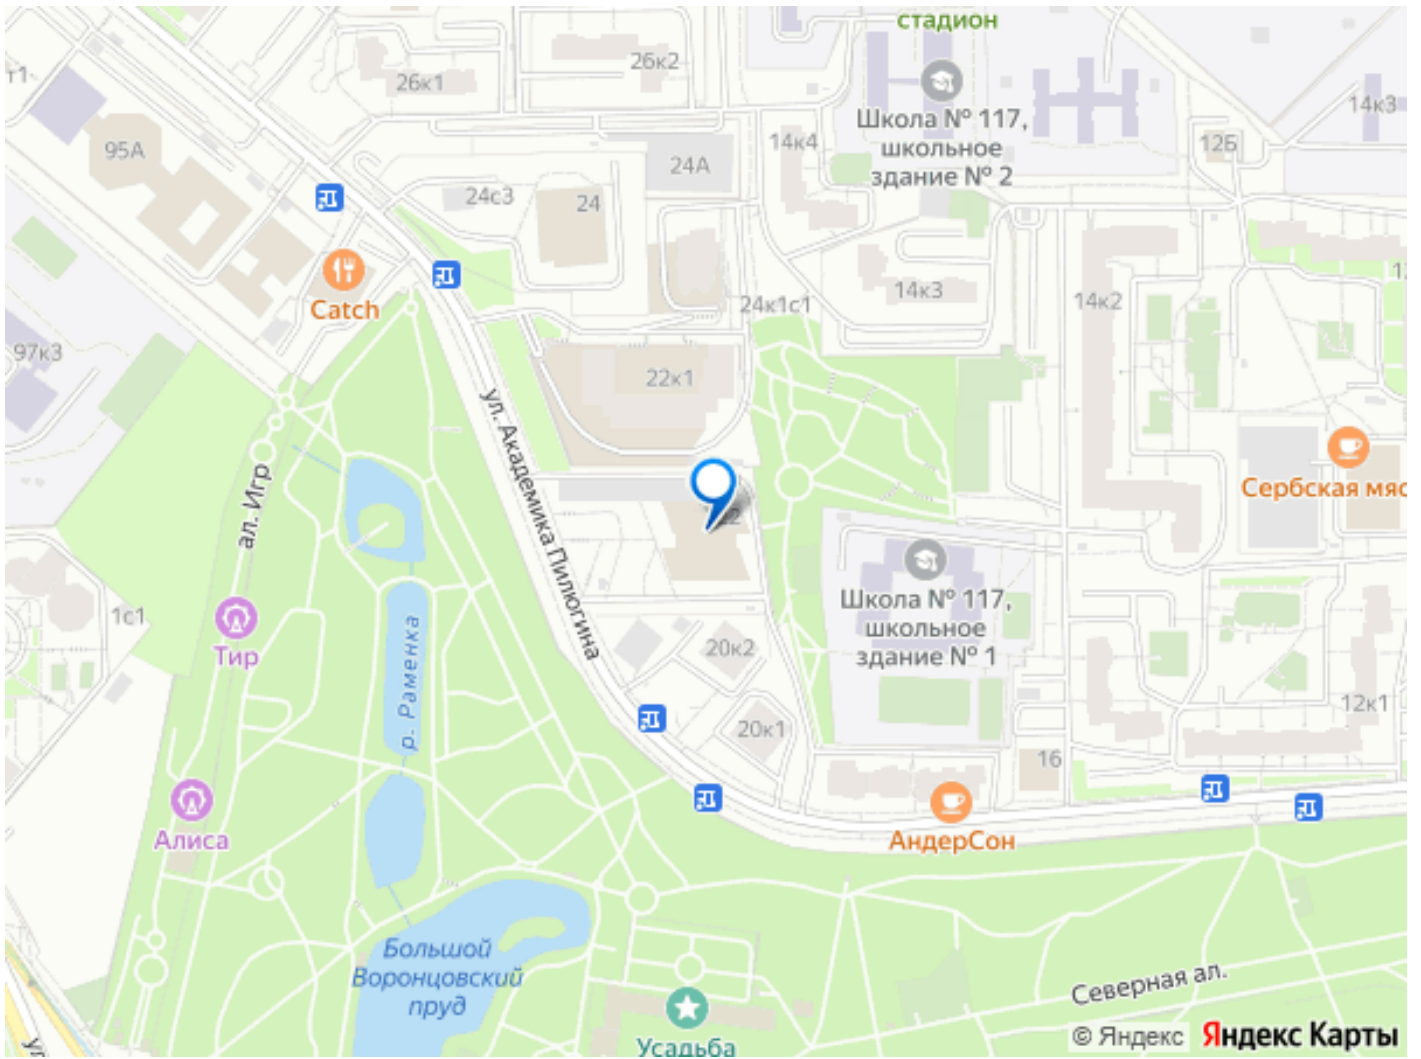 стадион
26к2
26к1
т1
14к3
Школа № 117,
школьное
здание № 2
14к4
12Б
95А
24А
24с3
24
Catch
24к1с1
14к3
14к2
97к3
22к1
ул. Академика Пилюгина
ал. Игр
Сербская мяс
Школа № 117,
школьное
здание № 1
1с1
Тир
р. Раменка
20к2
20к1
12к1
16
Алиса
АндерСон
Большой
Воронцовский
пруд
Северная ал.
Усадьба
© Яндекс Яндекс Карты